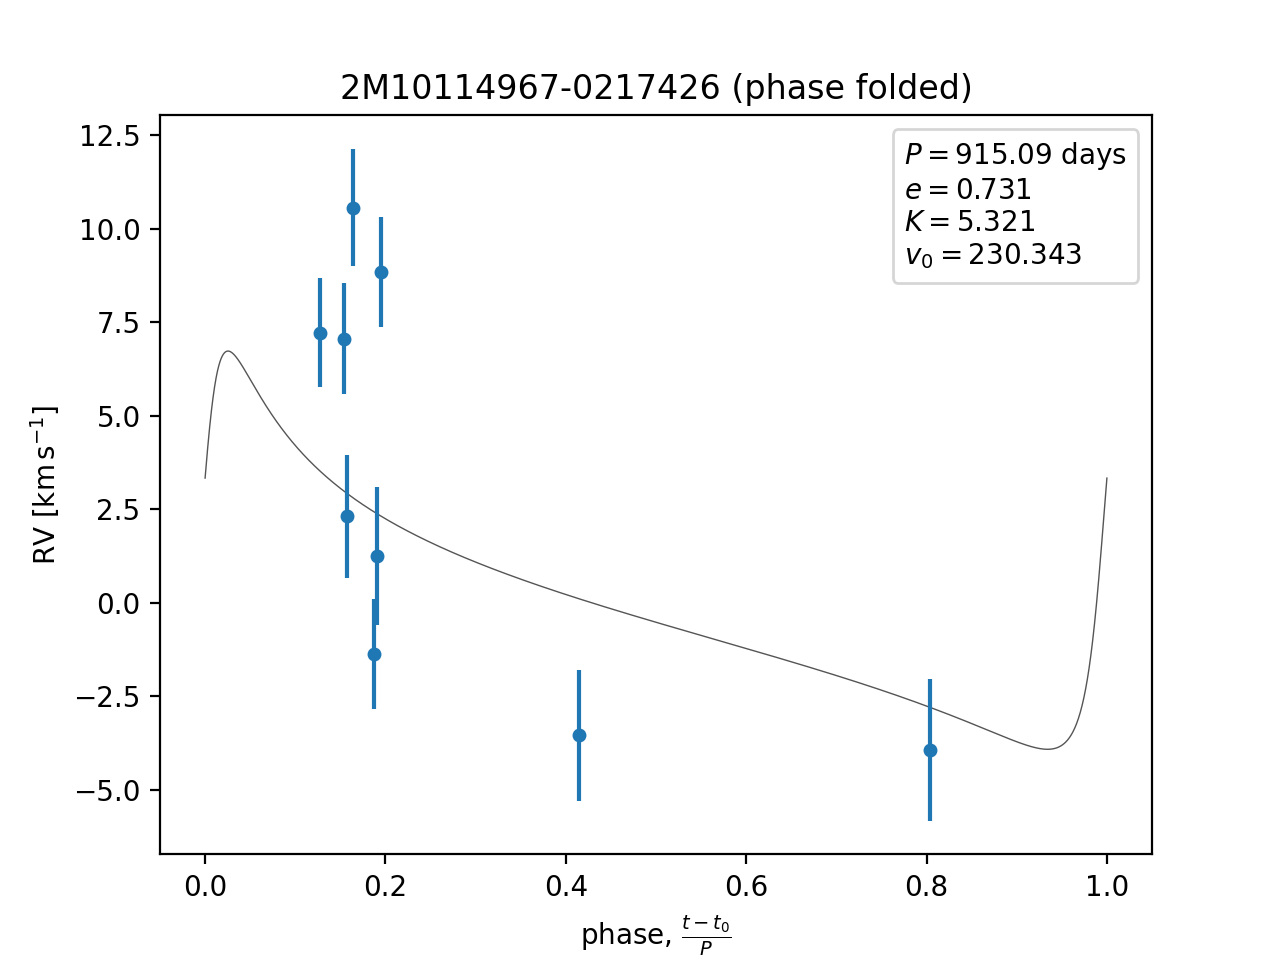 2M10114967-0217426 (phase folded)
P = 915.09 days
e = 0.731
K = 5.321
v₀ = 230.343
12.5
10.0
7.5
5.0
2.5
0.0
−2.5
−5.0
RV [km s⁻¹]
0.0 0.2 0.4 0.6 0.8 1.0
phase, (t − t₀)/P